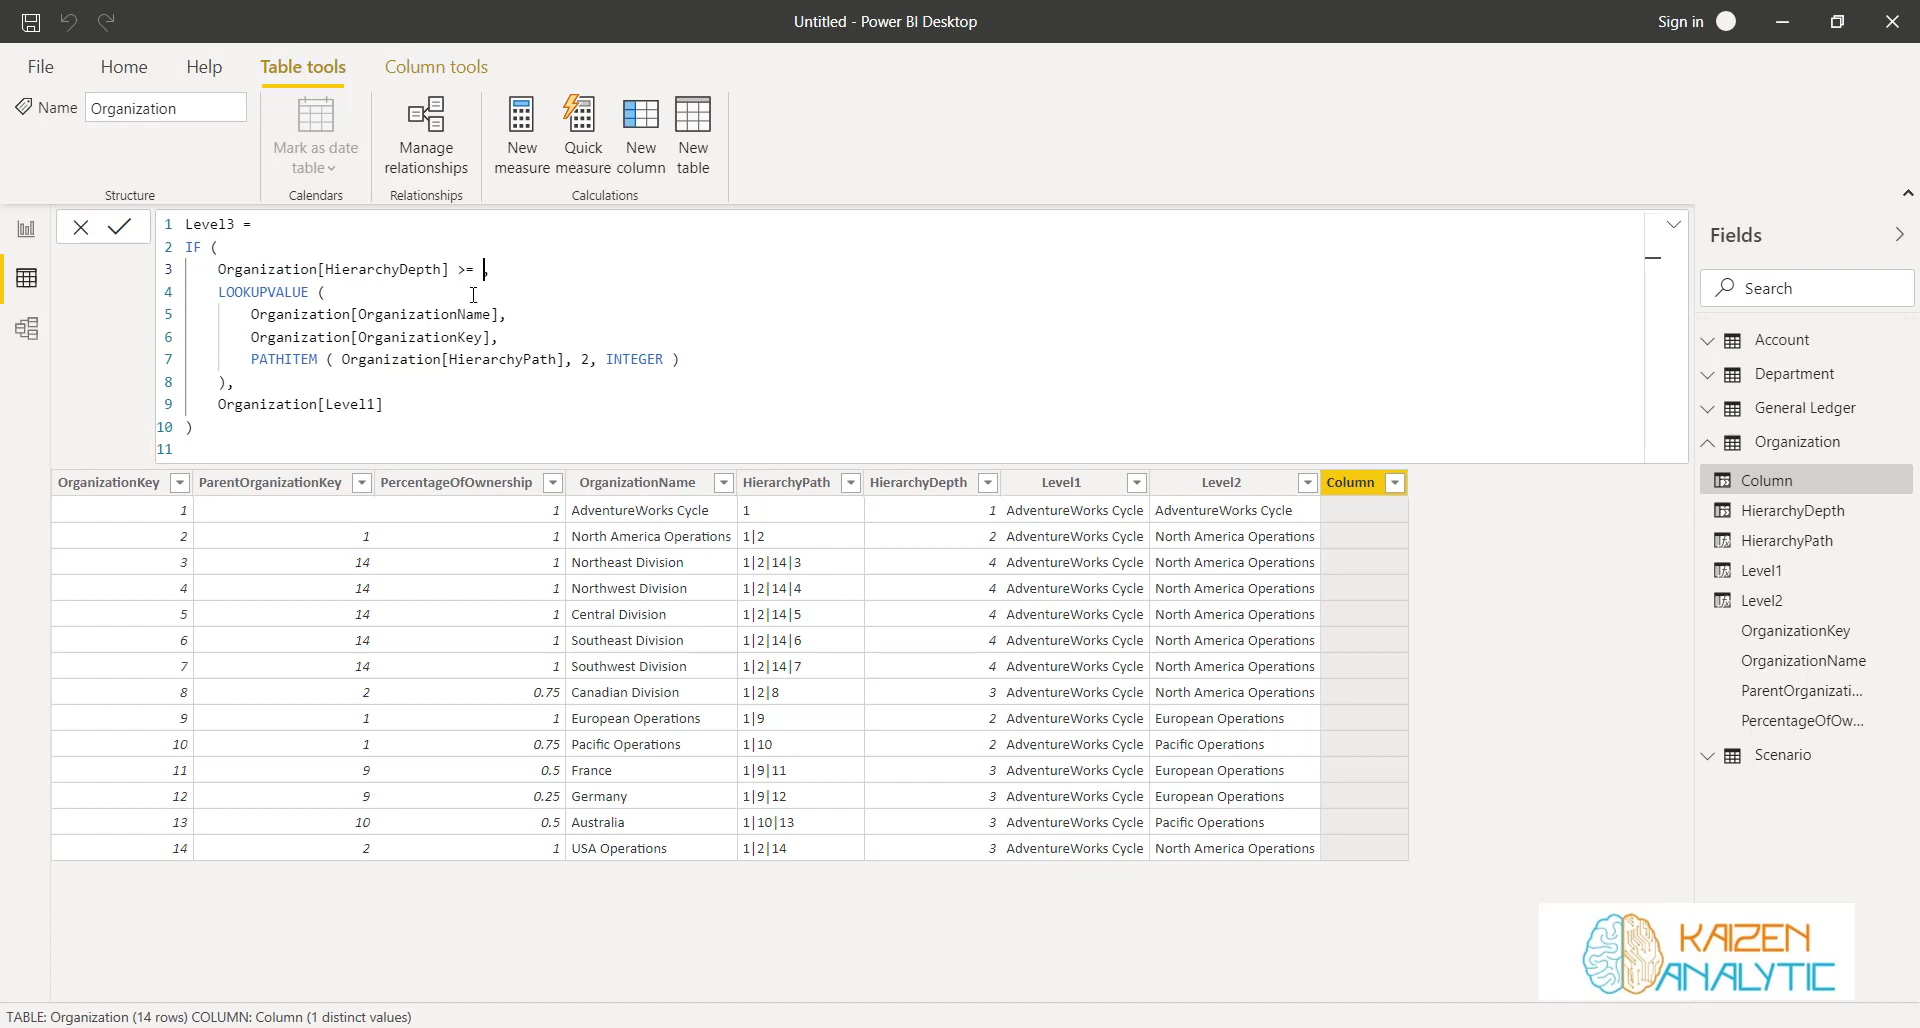 Untitled - Power BI Desktop
Sign in
File Home Help Table tools Column tools
Name Organization
Mark as date table
Manage relationships
New measure
Quick measure
New column
New table
Structure Calendars Relationships Calculations
1 Level3 =
2 IF (
3 Organization[HierarchyDepth] >= ,
4 LOOKUPVALUE (
5 Organization[OrganizationName],
6 Organization[OrganizationKey],
7 PATHITEM ( Organization[HierarchyPath], 2, INTEGER )
8 ),
9 Organization[Level1]
10 )
11
OrganizationKey ParentOrganizationKey PercentageOfOwnership OrganizationName HierarchyPath HierarchyDepth Level1 Level2 Column
1 1 AdventureWorks Cycle 1 1 AdventureWorks Cycle AdventureWorks Cycle
2 1 1 North America Operations 1|2 2 AdventureWorks Cycle North America Operations
3 14 1 Northeast Division 1|2|14|3 4 AdventureWorks Cycle North America Operations
4 14 1 Northwest Division 1|2|14|4 4 AdventureWorks Cycle North America Operations
5 14 1 Central Division 1|2|14|5 4 AdventureWorks Cycle North America Operations
6 14 1 Southeast Division 1|2|14|6 4 AdventureWorks Cycle North America Operations
7 14 1 Southwest Division 1|2|14|7 4 AdventureWorks Cycle North America Operations
8 2 0.75 Canadian Division 1|2|8 3 AdventureWorks Cycle North America Operations
9 1 1 European Operations 1|9 2 AdventureWorks Cycle European Operations
10 1 0.75 Pacific Operations 1|10 2 AdventureWorks Cycle Pacific Operations
11 9 0.5 France 1|9|11 3 AdventureWorks Cycle European Operations
12 9 0.25 Germany 1|9|12 3 AdventureWorks Cycle European Operations
13 10 0.5 Australia 1|10|13 3 AdventureWorks Cycle Pacific Operations
14 2 1 USA Operations 1|2|14 3 AdventureWorks Cycle North America Operations
Fields
Search
Account
Department
General Ledger
Organization
Column
HierarchyDepth
HierarchyPath
Level1
Level2
OrganizationKey
OrganizationName
ParentOrganizati...
PercentageOfOw...
Scenario
KAIZEN
ANALYTIC
TABLE: Organization (14 rows) COLUMN: Column (1 distinct values)